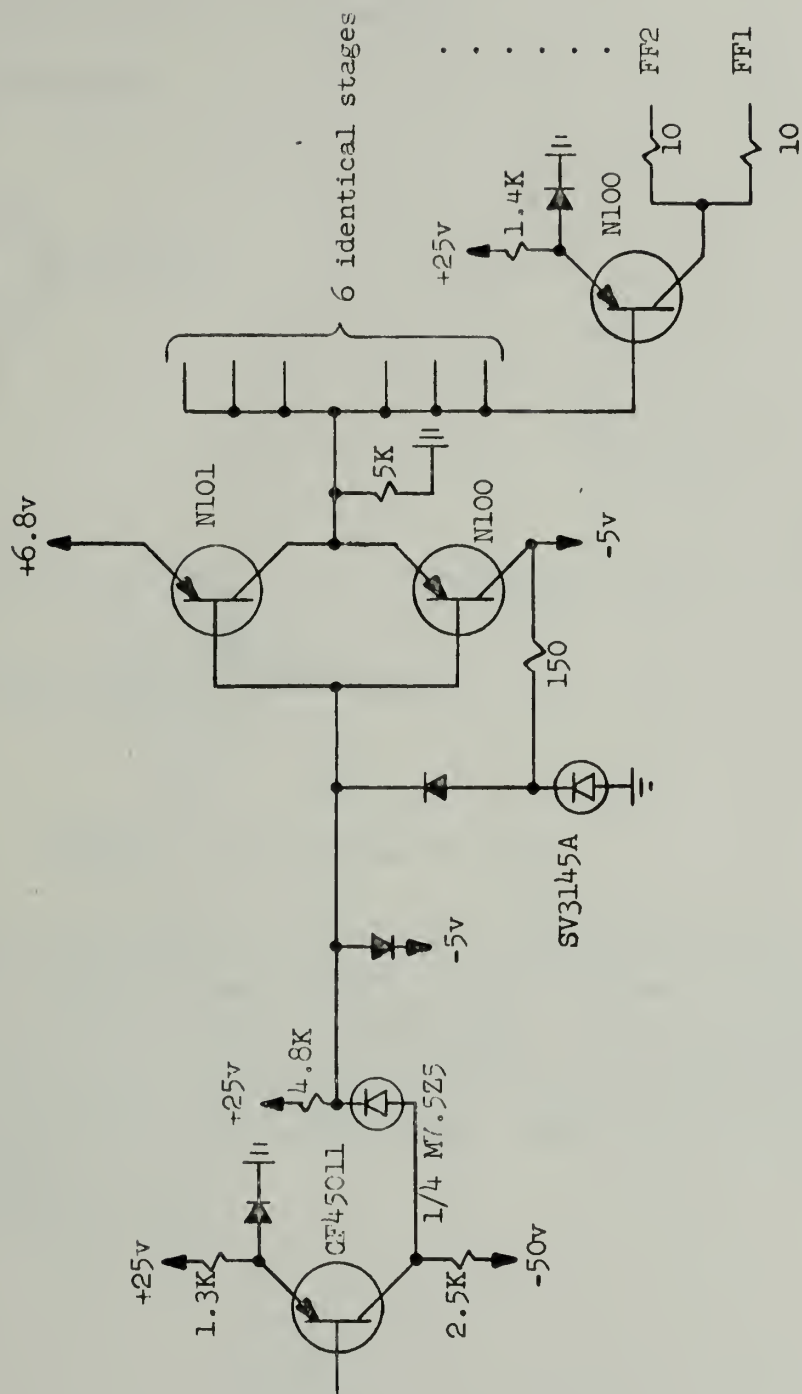 6 identical stages
+6.8v
N101
5K
N100
-5v
150
SV3145A
-5v
+25v
4.8K
1/4 M7.5Z5
+25v
1.3K
GF45011
2.5K
-50v
+25v
1.4K
N100
10
FF2
FF1
10